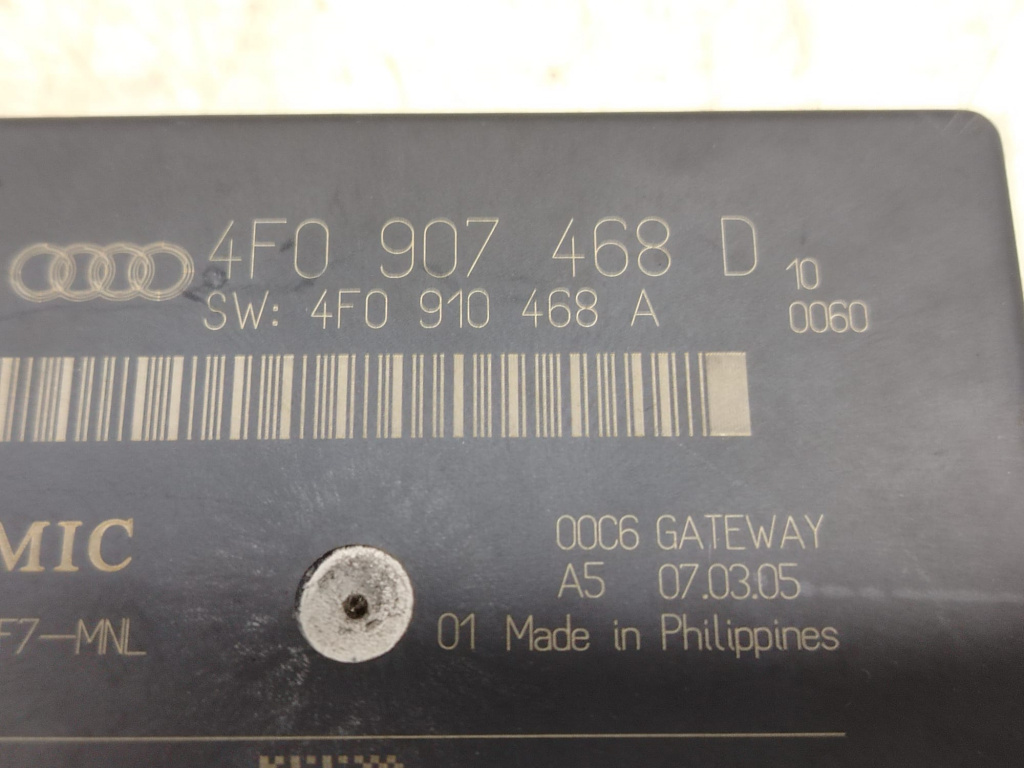 4F0 907 468 D 10
SW: 4F0 910 468 A 0060
MIC
00C6 GATEWAY
A5 07.03.05
F7-MNL
01 Made in Philippines